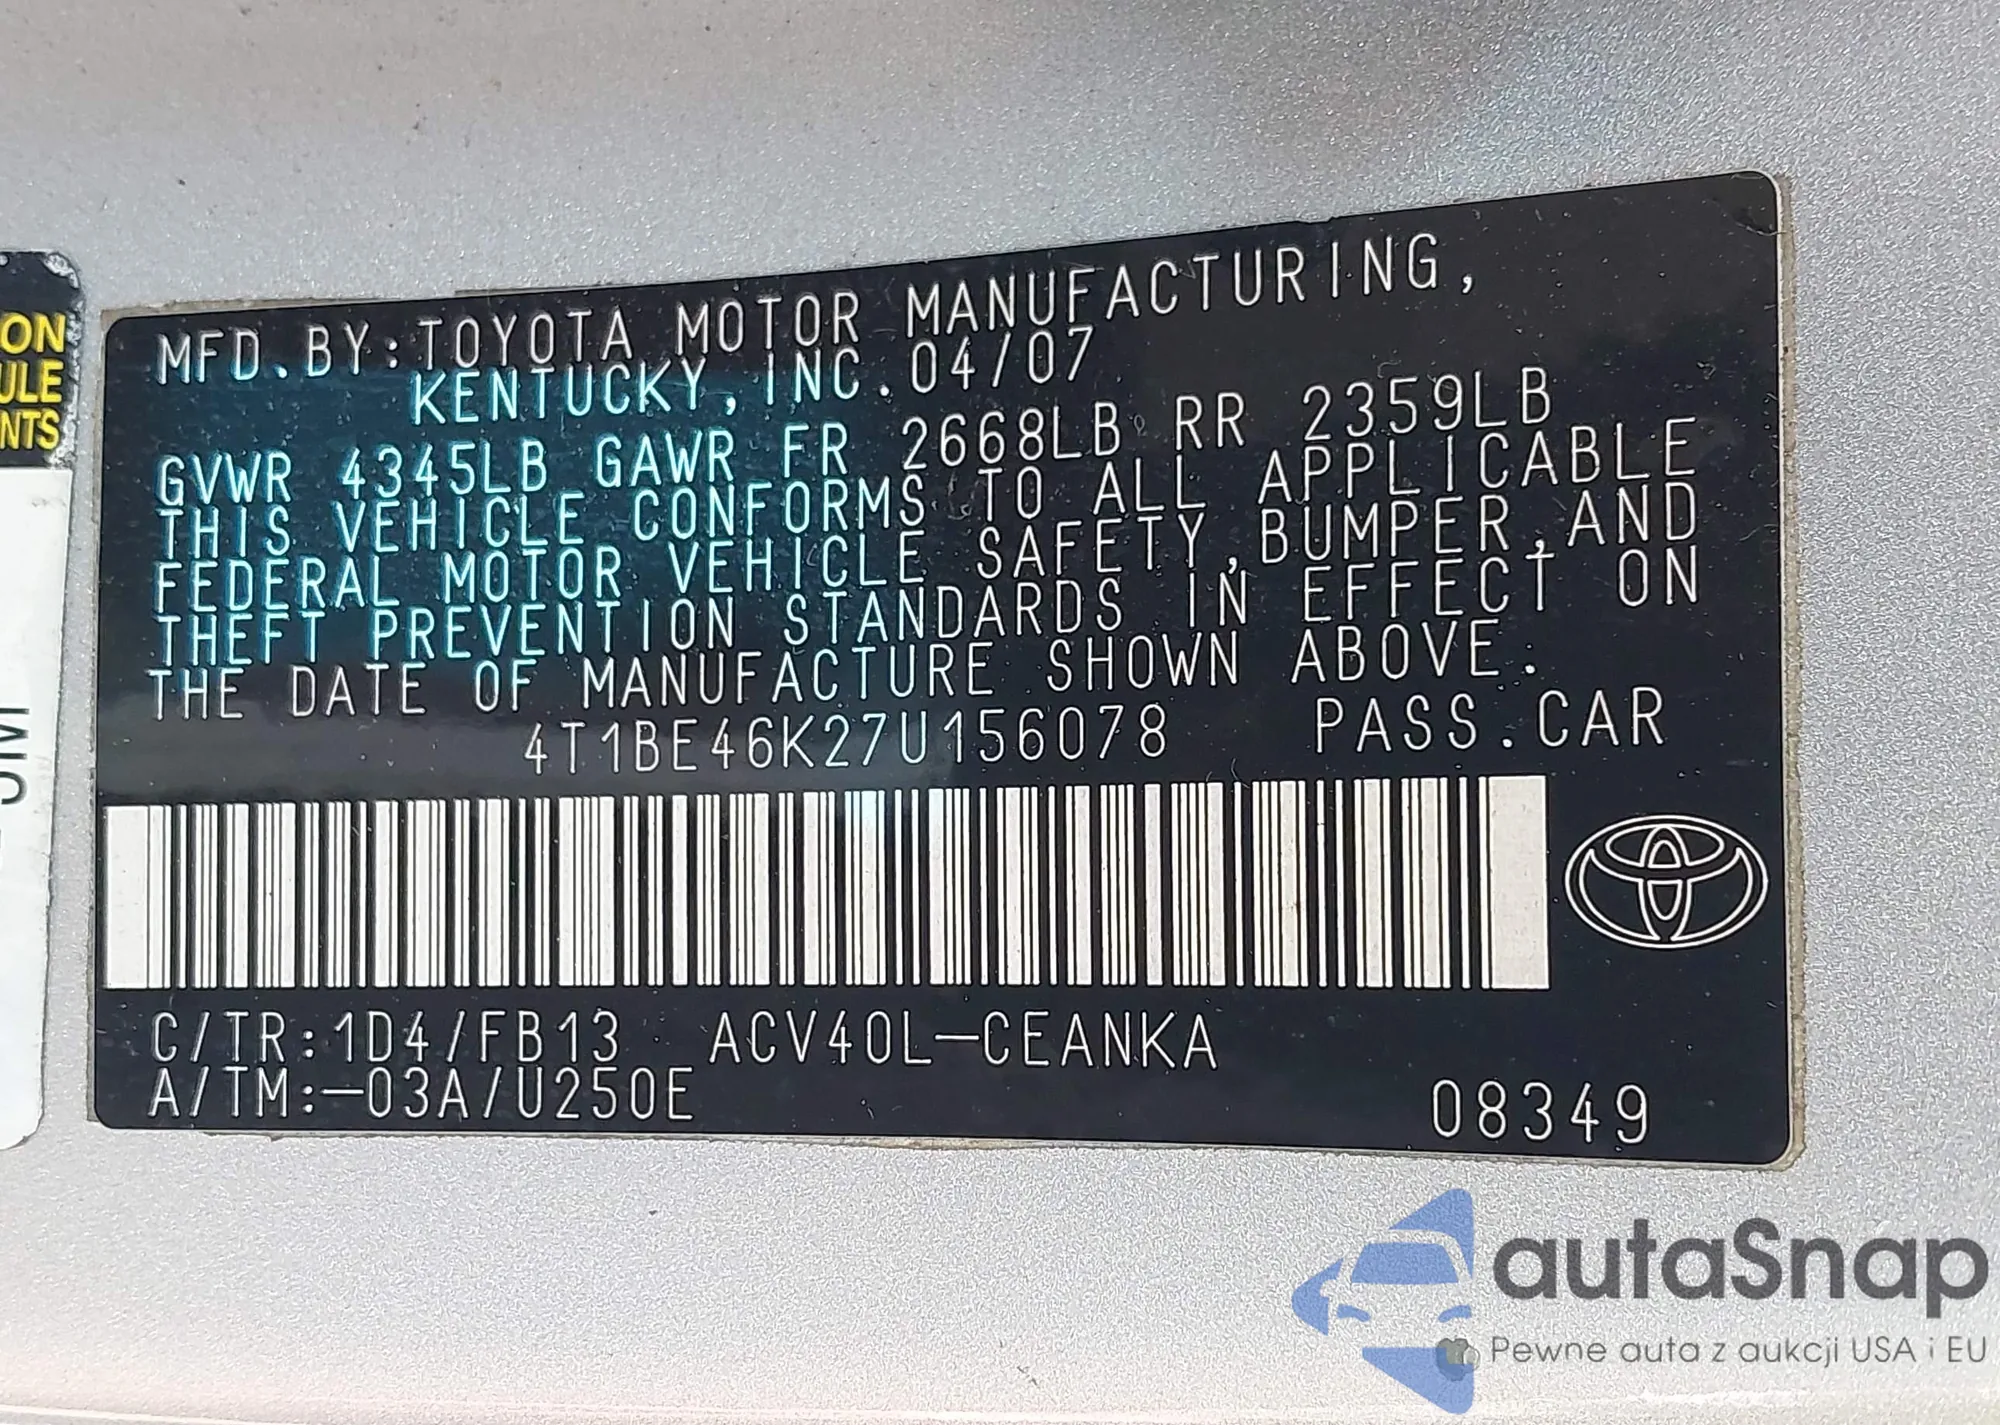 ON
ULE
NTS
MFD.BY:TOYOTA MOTOR MANUFACTURING,
KENTUCKY,INC.04/07
GVWR 4345LB GAWR FR 2668LB RR 2359LB
THIS VEHICLE CONFORMS TO ALL APPLICABLE
FEDERAL MOTOR VEHICLE SAFETY,BUMPER,AND
THEFT PREVENTION STANDARDS IN EFFECT ON
THE DATE OF MANUFACTURE SHOWN ABOVE.
4T1BE46K27U156078 PASS.CAR
C/TR:1D4/FB13 ACV40L-CEANKA
A/TM:-03A/U250E
08349
autaSnap
Pewne auta z aukcji USA i EU